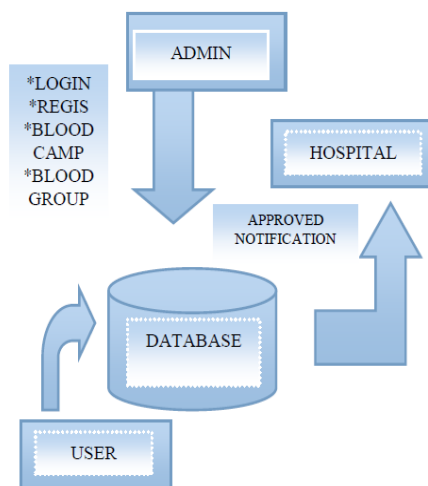 ADMIN
*LOGIN
*REGIS
*BLOOD
CAMP
*BLOOD
GROUP
HOSPITAL
APPROVED
NOTIFICATION
DATABASE
USER